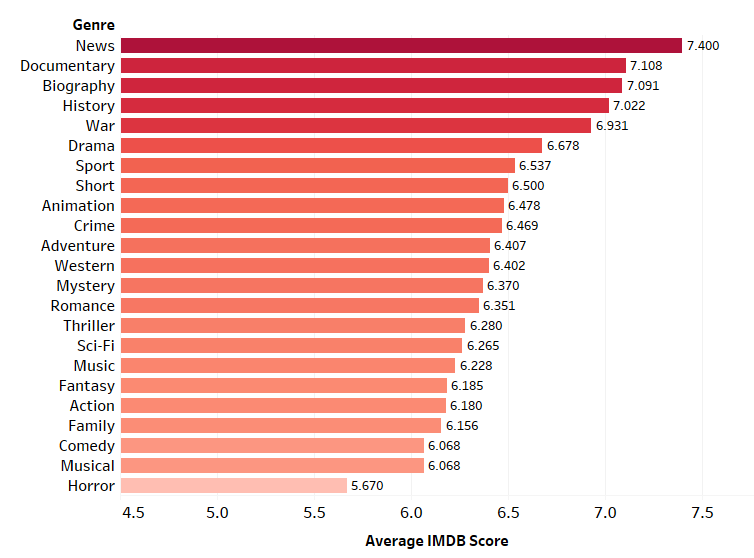 Genre
News 7.400
Documentary 7.108
Biography 7.091
History 7.022
War 6.931
Drama 6.678
Sport 6.537
Short 6.500
Animation 6.478
Crime 6.469
Adventure 6.407
Western 6.402
Mystery 6.370
Romance 6.351
Thriller 6.280
Sci-Fi 6.265
Music 6.228
Fantasy 6.185
Action 6.180
Family 6.156
Comedy 6.068
Musical 6.068
Horror 5.670
4.5 5.0 5.5 6.0 6.5 7.0 7.5
Average IMDB Score